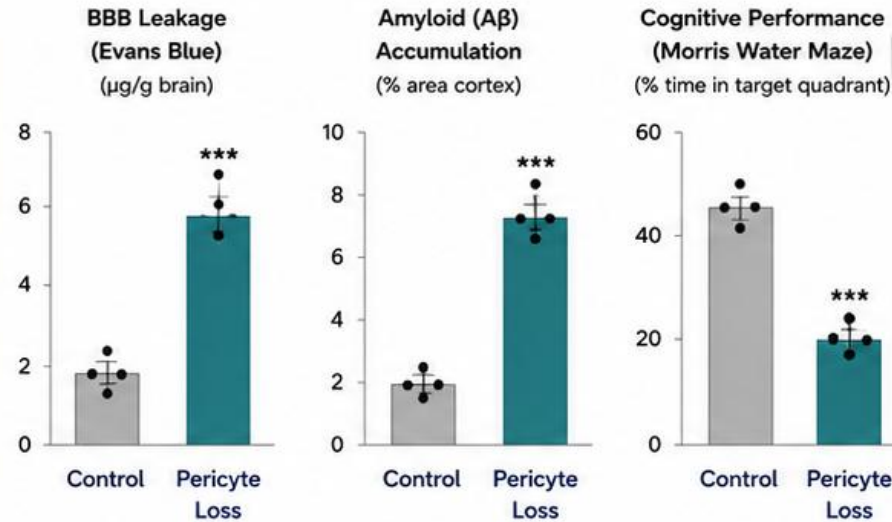 BBB Leakage
(Evans Blue)
(µg/g brain)
8
6
4
2
0
***
Control
Pericyte
Loss
Amyloid (Aβ)
Accumulation
(% area cortex)
10
8
6
4
2
0
***
Control
Pericyte
Loss
Cognitive Performance
(Morris Water Maze)
(% time in target quadrant)
60
40
20
0
***
Control
Pericyte
Loss